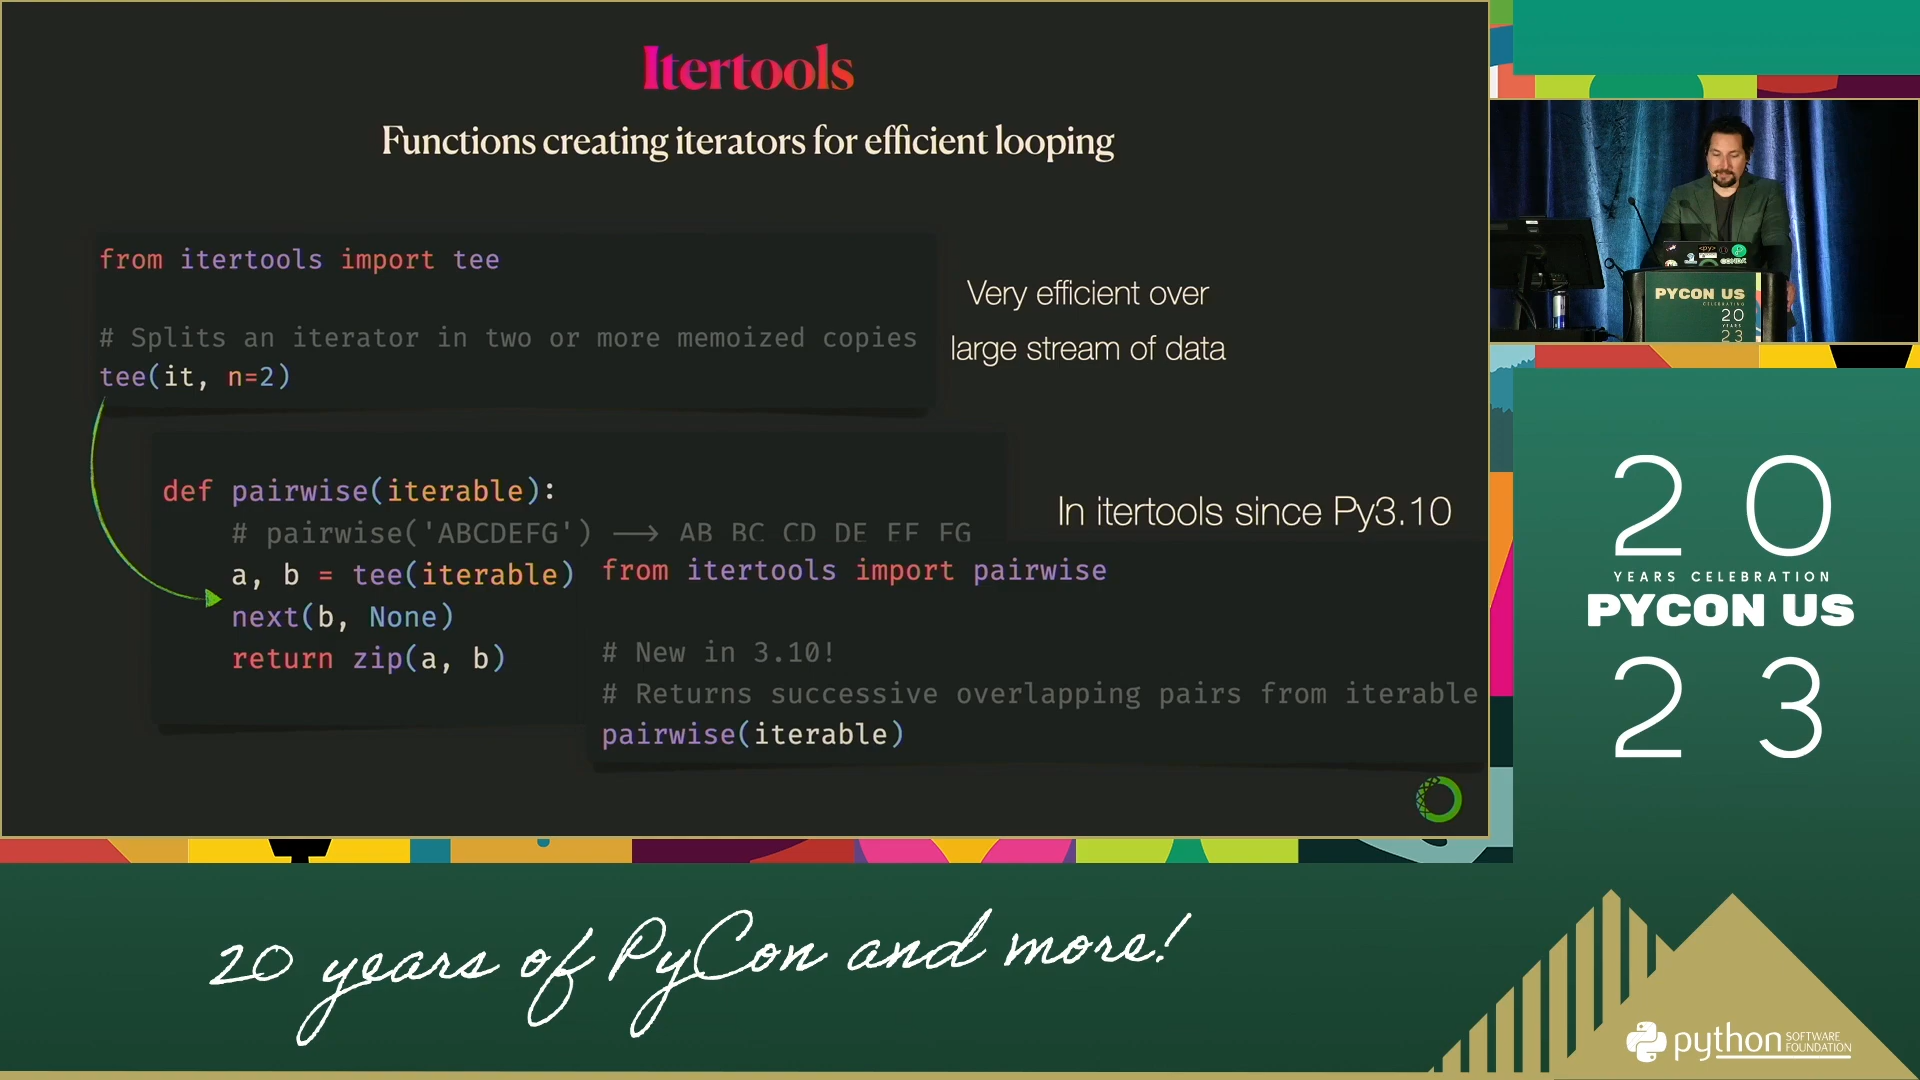 Itertools
Functions creating iterators for efficient looping
from itertools import tee
# Splits an iterator in two or more memoized copies
tee(it, n=2)
Very efficient over
large stream of data
def pairwise(iterable):
# pairwise('ABCDEFG') ⟶ AB BC CD DE EF FG
a, b = tee(iterable)
next(b, None)
return zip(a, b)
In itertools since Py3.10
from itertools import pairwise
# New in 3.10!
# Returns successive overlapping pairs from iterable
pairwise(iterable)
PYCON US
CELEBRATING
20
YEARS
23
20
YEARS CELEBRATION
PYCON US
23
20 years of PyCon and more!
python SOFTWARE
FOUNDATION